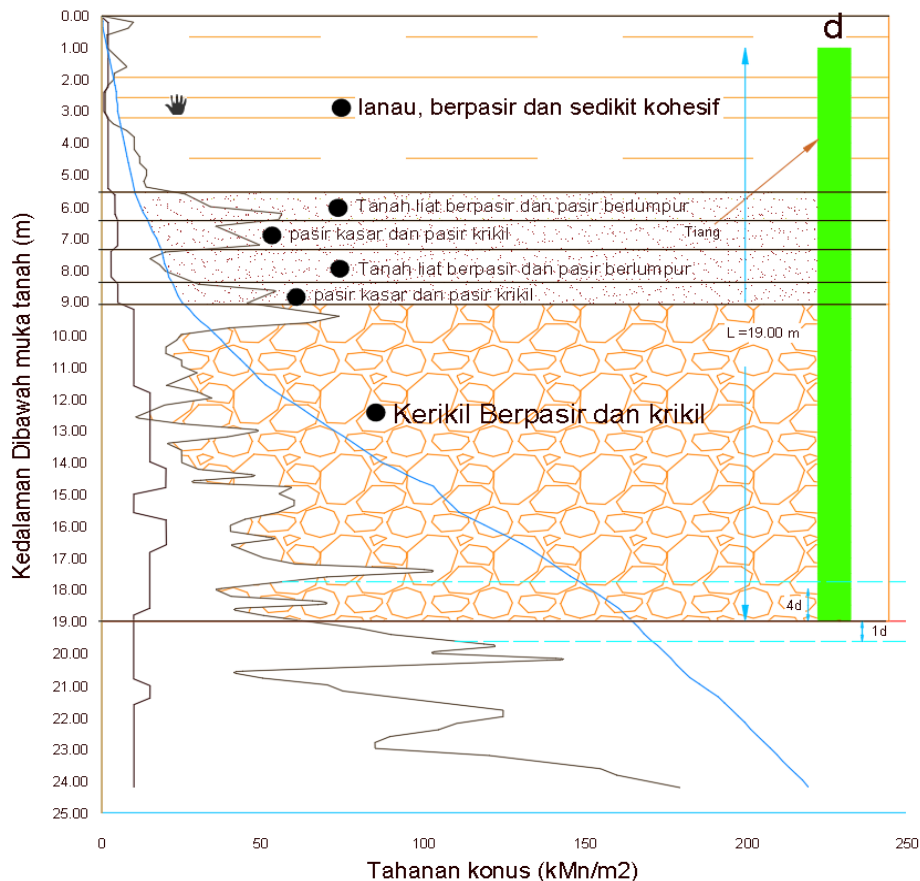 d
0.00
1.00
2.00
3.00
4.00
5.00
6.00
7.00
8.00
9.00
10.00
11.00
12.00
13.00
14.00
15.00
16.00
17.00
18.00
19.00
20.00
21.00
22.00
23.00
24.00
25.00
Kedalaman Dibawah muka tanah (m)
lanau, berpasir dan sedikit kohesif
Tanah liat berpasir dan pasir berlumpur
Tiang
pasir kasar dan pasir krikil
Tanah liat berpasir dan pasir berlumpur
pasir kasar dan pasir krikil
L =19.00 m
Kerikil Berpasir dan krikil
4d
1d
0
50
100
150
200
250
Tahanan konus (kMn/m2)